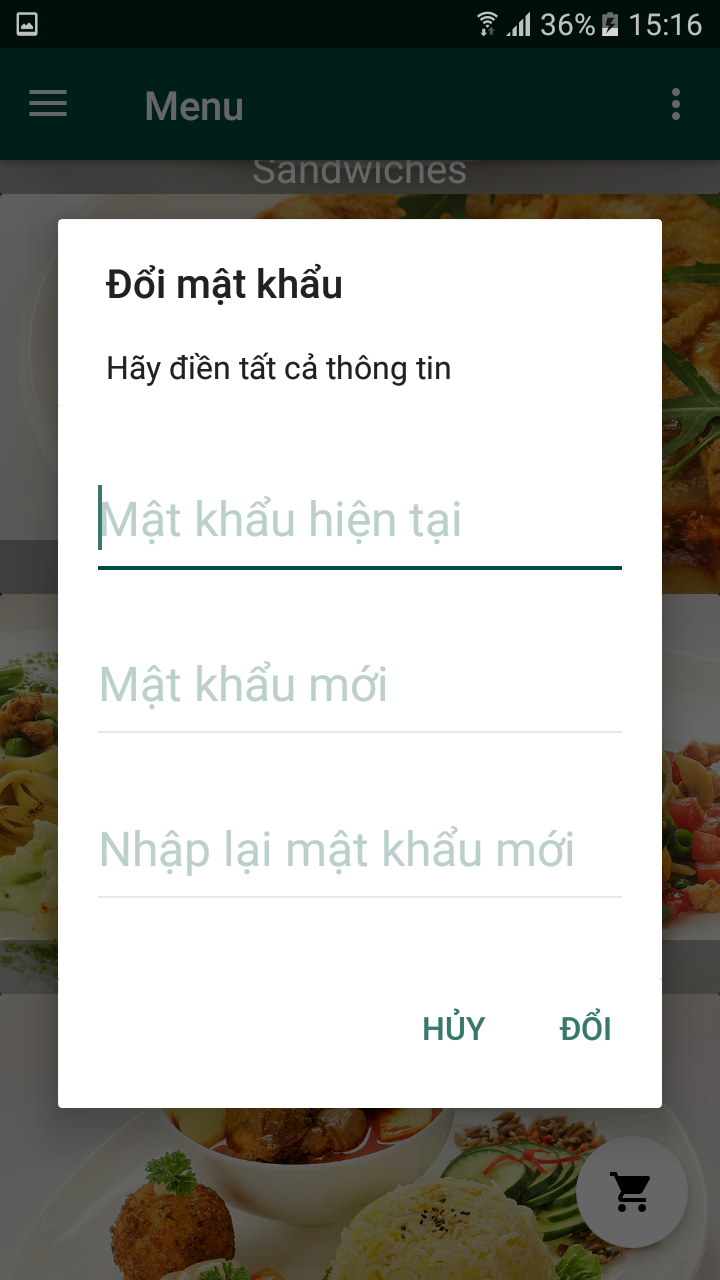 36% 15:16
Menu
Sandwiches
Đổi mật khẩu
Hãy điền tất cả thông tin
Mật khẩu hiện tại
Mật khẩu mới
Nhập lại mật khẩu mới
HỦY ĐỔI